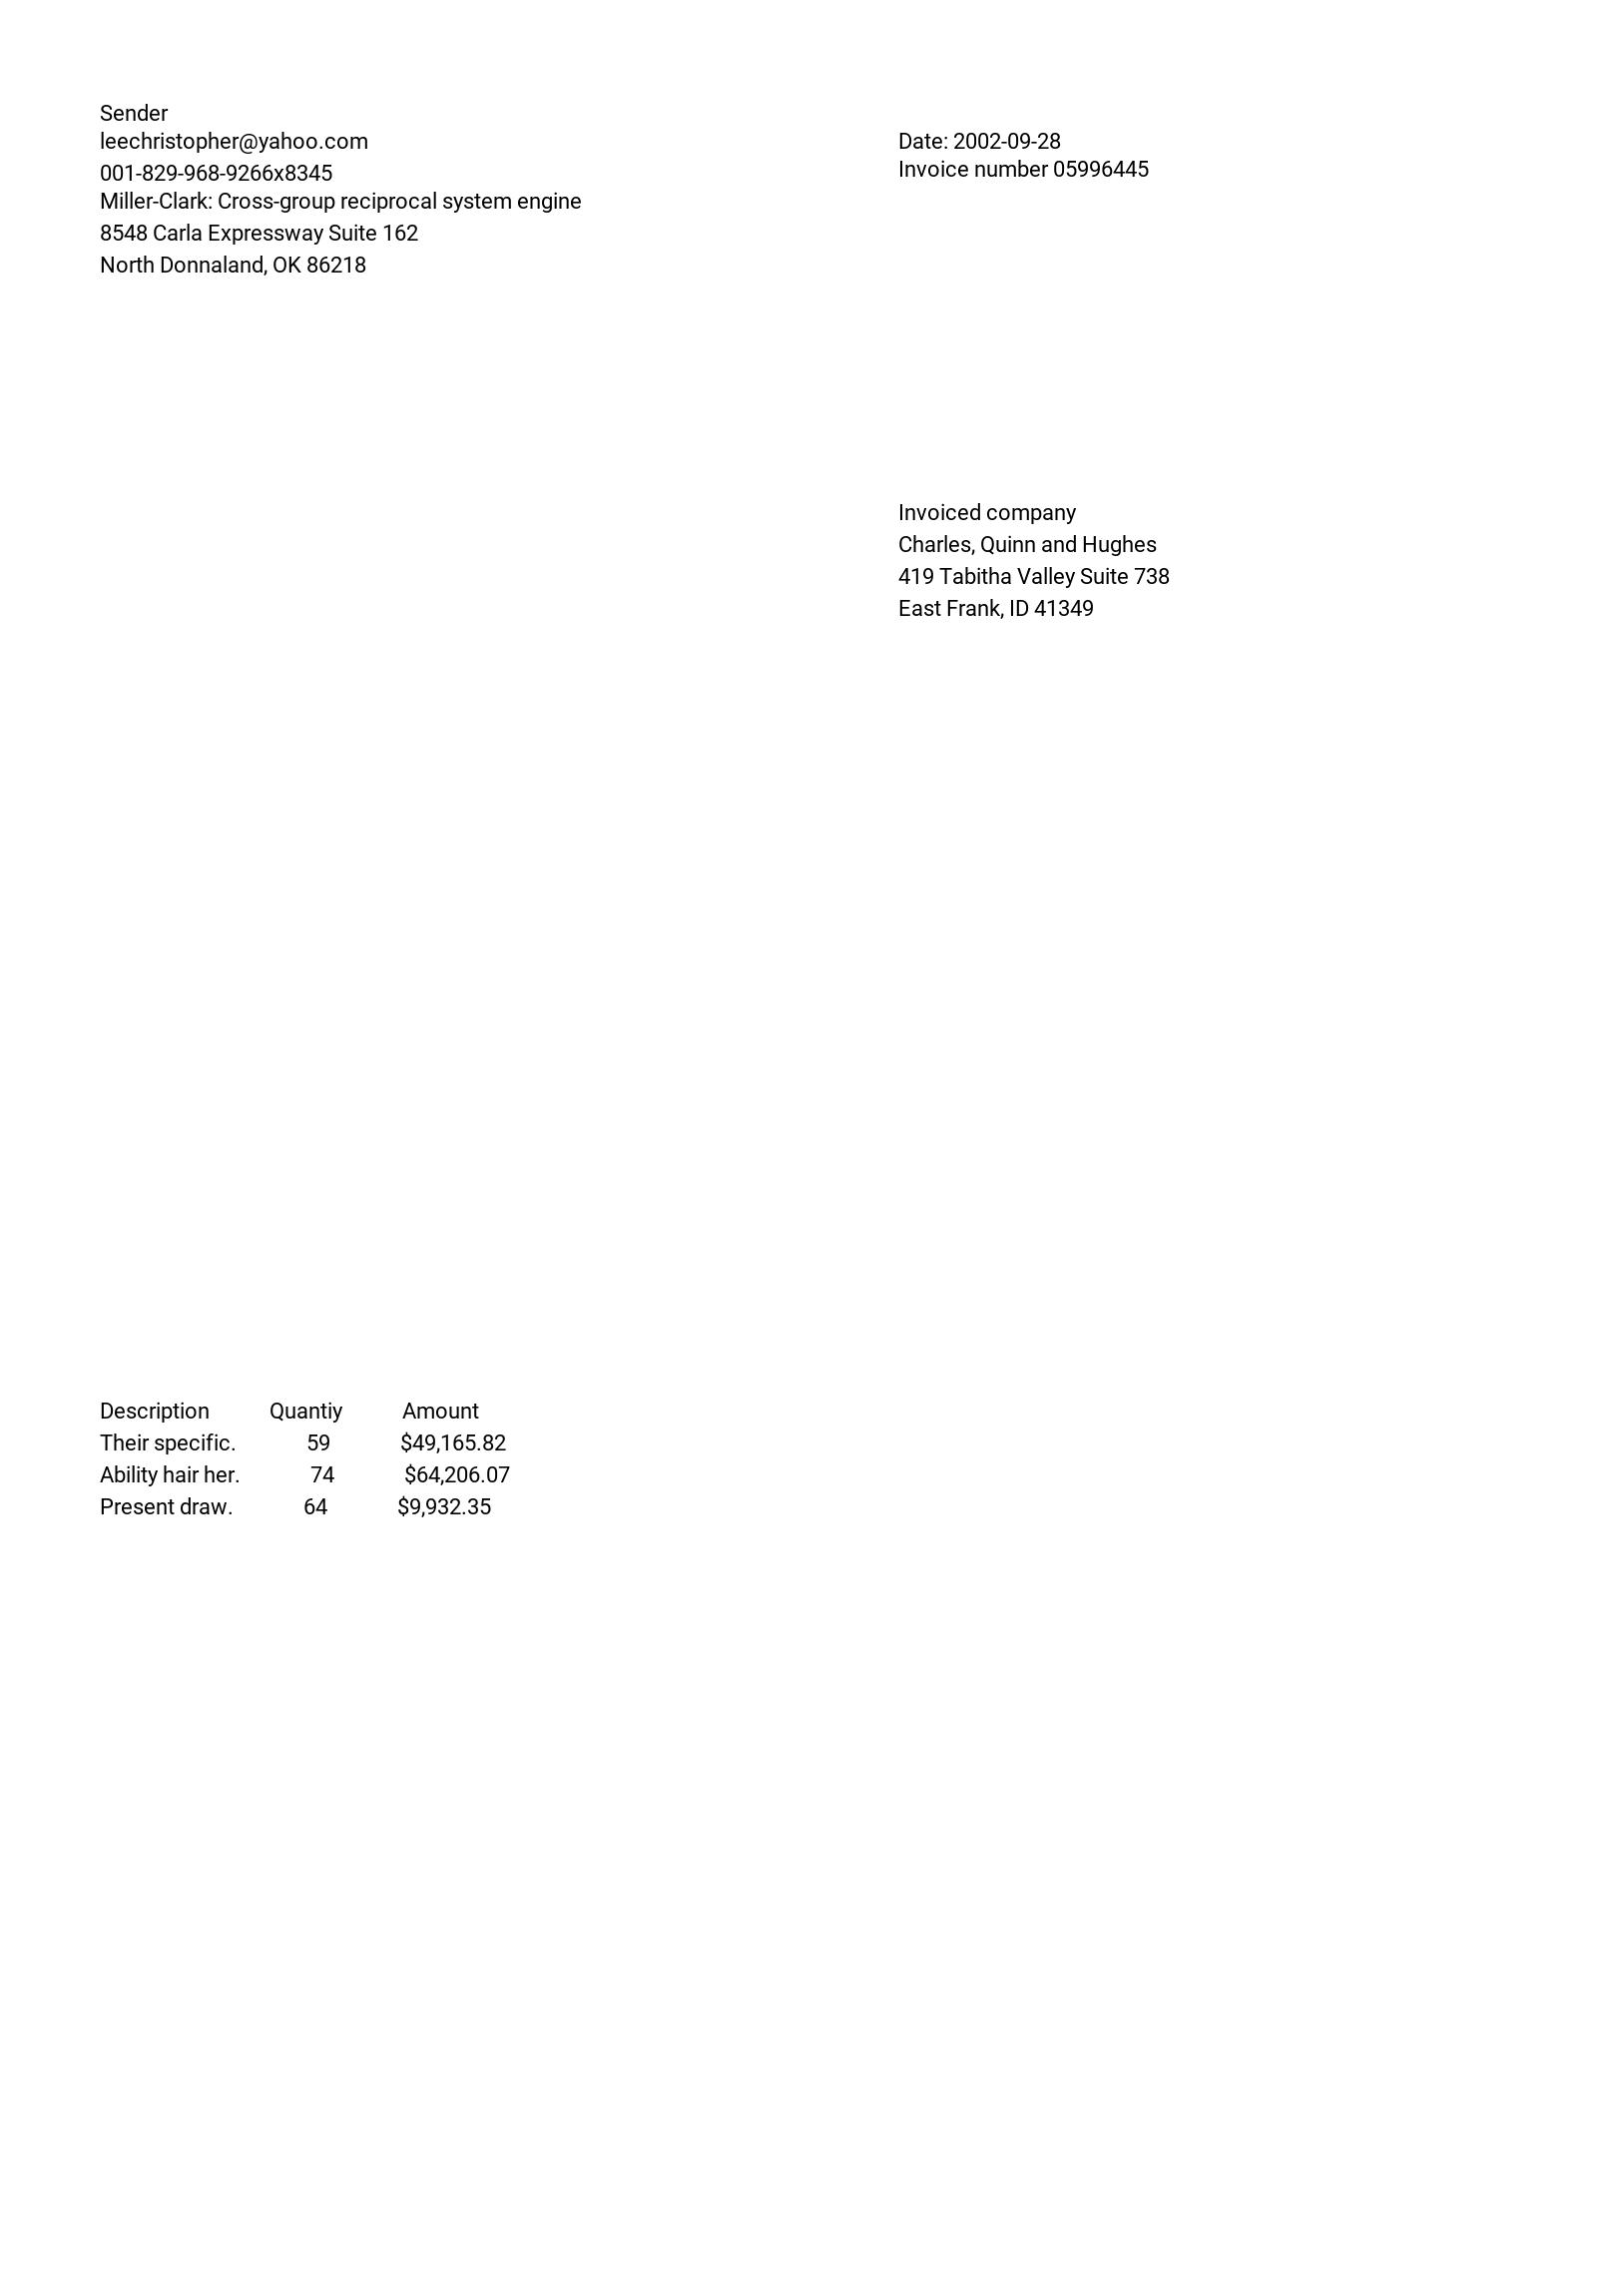 Sender
leechristopher@yahoo.com
001-829-968-9266x8345
Miller-Clark: Cross-group reciprocal system engine
8548 Carla Expressway Suite 162
North Donnaland, OK 86218
Date: 2002-09-28
Invoice number 05996445
Invoiced company
Charles, Quinn and Hughes
419 Tabitha Valley Suite 738
East Frank, ID 41349
Description Quantiy Amount
Their specific. 59 $49,165.82
Ability hair her. 74 $64,206.07
Present draw. 64 $9,932.35